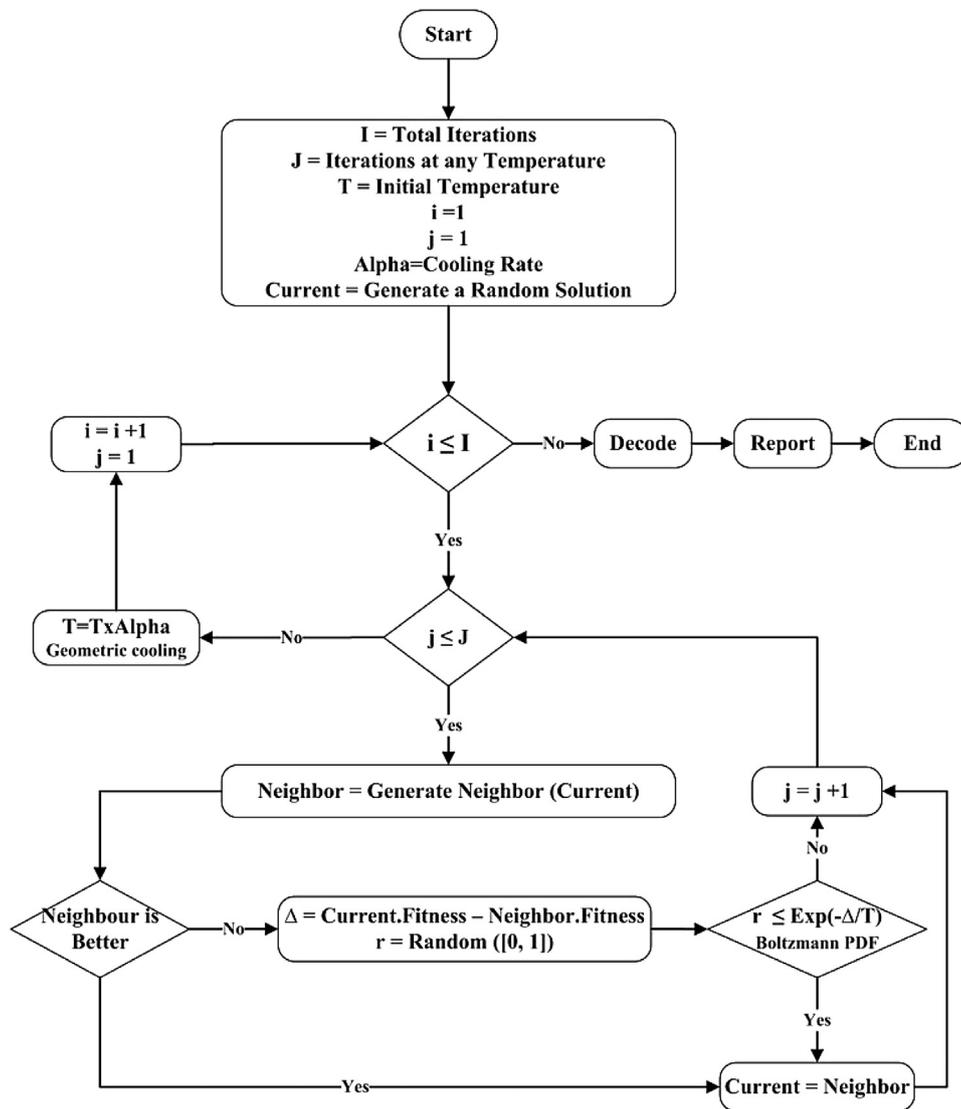 Start
I = Total Iterations
J = Iterations at any Temperature
T = Initial Temperature
i =1
j = 1
Alpha=Cooling Rate
Current = Generate a Random Solution
i = i +1
j = 1
i ≤ I
No
Decode
Report
End
Yes
T=TxAlpha
Geometric cooling
No
j ≤ J
Yes
Neighbor = Generate Neighbor (Current)
j = j +1
No
Neighbour is
Better
No
Δ = Current.Fitness – Neighbor.Fitness
r = Random ([0, 1])
r ≤ Exp(-Δ/T)
Boltzmann PDF
Yes
Yes
Current = Neighbor